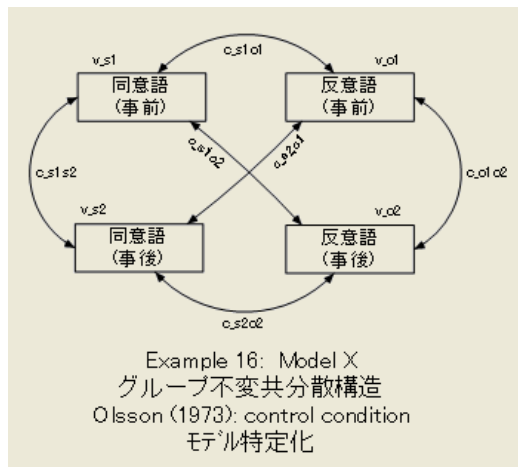 c_s1o1
v_s1
v_o1
同意語
(事前)
反意語
(事前)
c_s1o2
c_s2o1
c_s1s2
c_o1o2
v_s2
v_o2
同意語
(事後)
反意語
(事後)
c_s2o2
Example 16: Model X
グループ不変共分散構造
Olsson (1973): control condition
モデル特定化